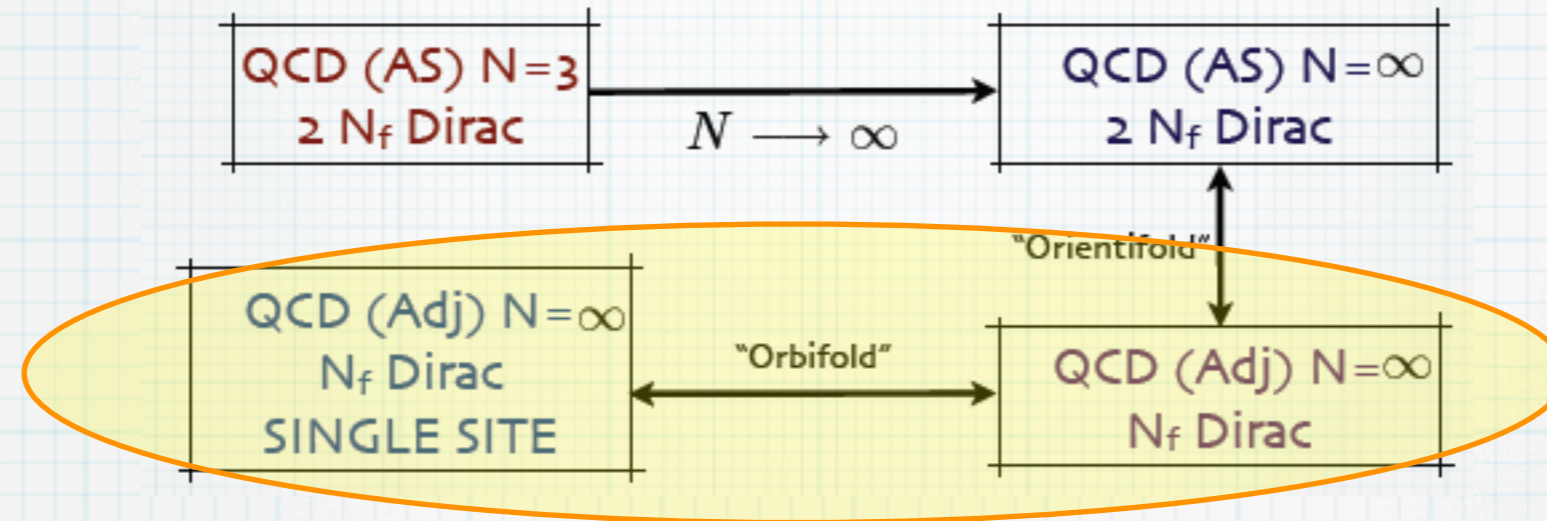 QCD (AS) N=3
2 Nf Dirac
N ⟶ ∞
QCD (AS) N=∞
2 Nf Dirac
"Orientifold"
QCD (Adj) N=∞
Nf Dirac
SINGLE SITE
"Orbifold"
QCD (Adj) N=∞
Nf Dirac